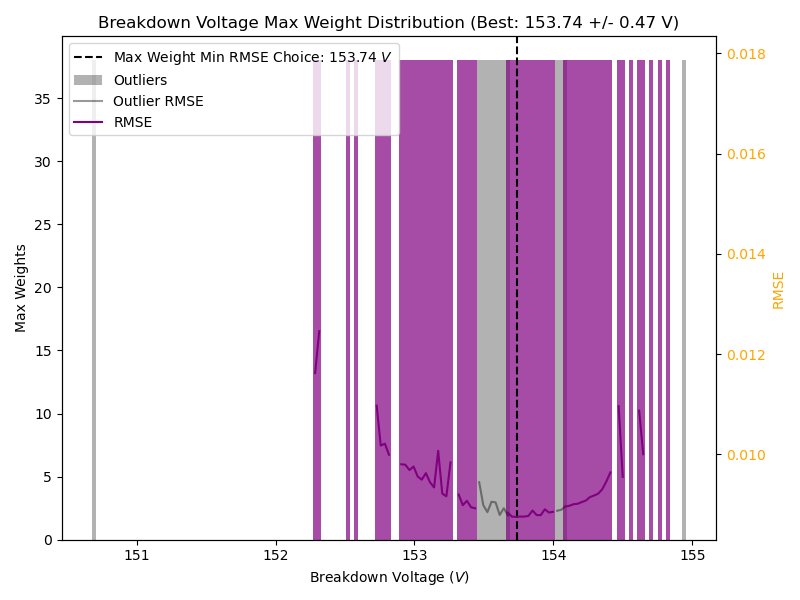 Breakdown Voltage Max Weight Distribution (Best: 153.74 +/- 0.47 V)
Max Weight Min RMSE Choice: 153.74 V
Outliers
Outlier RMSE
RMSE
Max Weights
35
30
25
20
15
10
5
0
0.018
0.016
0.014
0.012
0.010
RMSE
151
152
153
154
155
Breakdown Voltage (V)